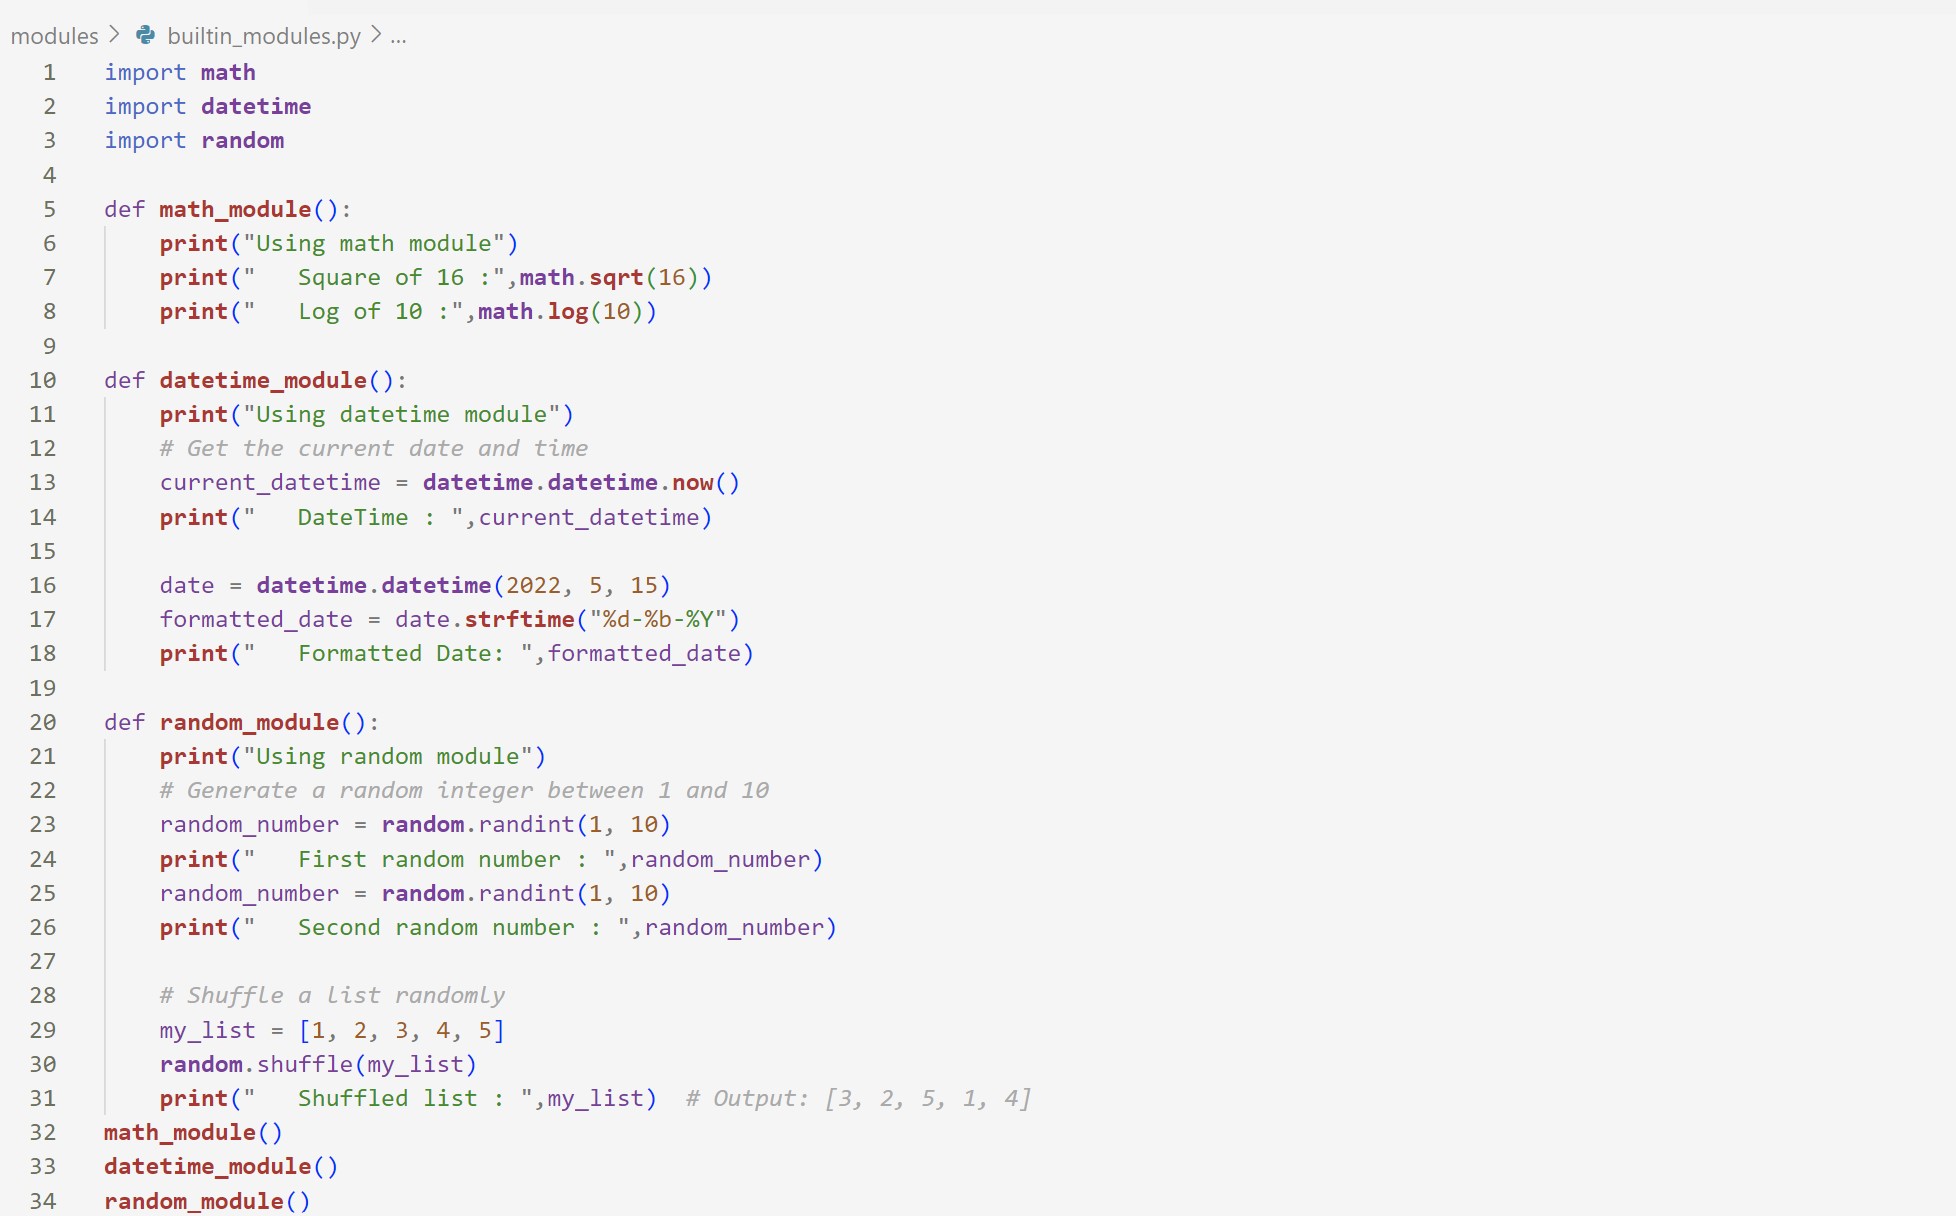 modules > builtin_modules.py > ...
1 import math
2 import datetime
3 import random
4
5 def math_module():
6     print("Using math module")
7     print("   Square of 16 :",math.sqrt(16))
8     print("   Log of 10 :",math.log(10))
9
10 def datetime_module():
11     print("Using datetime module")
12     # Get the current date and time
13     current_datetime = datetime.datetime.now()
14     print("   DateTime : ",current_datetime)
15
16     date = datetime.datetime(2022, 5, 15)
17     formatted_date = date.strftime("%d-%b-%Y")
18     print("   Formatted Date: ",formatted_date)
19
20 def random_module():
21     print("Using random module")
22     # Generate a random integer between 1 and 10
23     random_number = random.randint(1, 10)
24     print("   First random number : ",random_number)
25     random_number = random.randint(1, 10)
26     print("   Second random number : ",random_number)
27
28     # Shuffle a list randomly
29     my_list = [1, 2, 3, 4, 5]
30     random.shuffle(my_list)
31     print("   Shuffled list : ",my_list)  # Output: [3, 2, 5, 1, 4]
32 math_module()
33 datetime_module()
34 random_module()